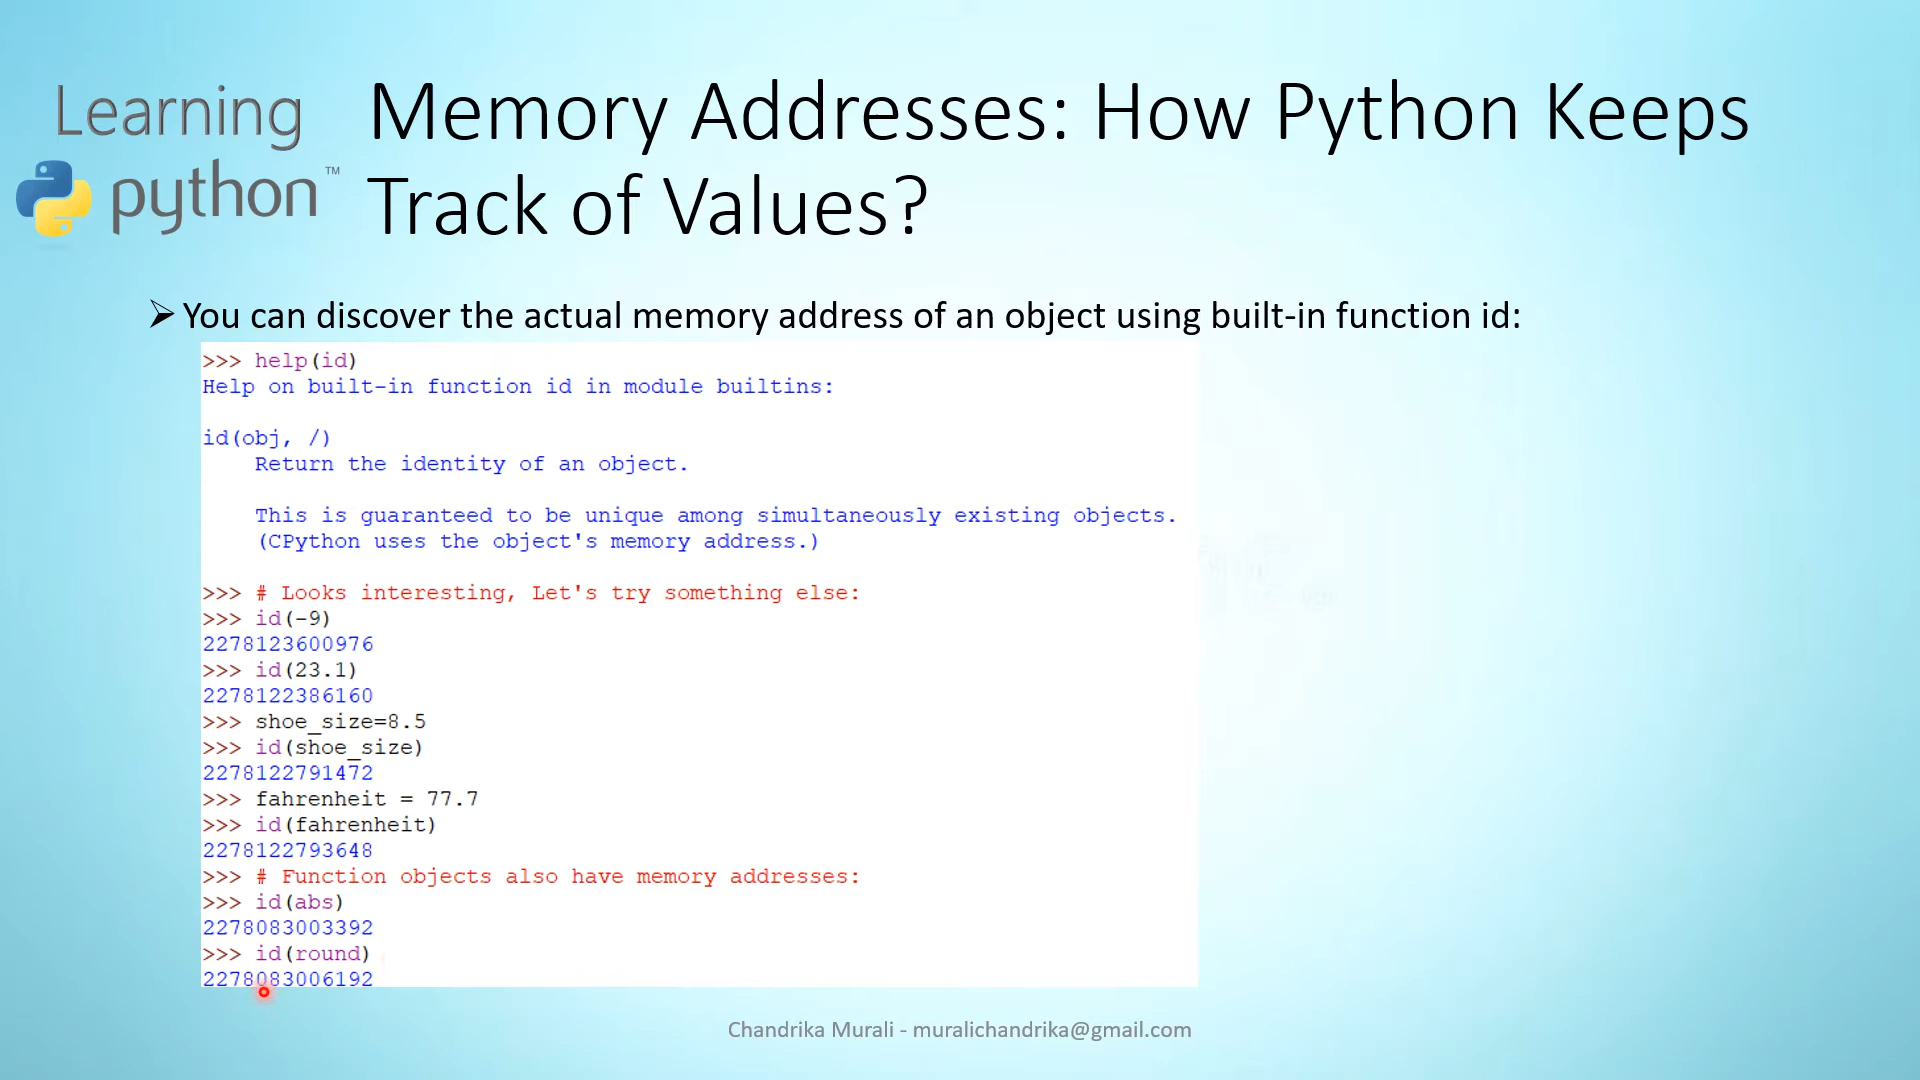 Learning
python™
Memory Addresses: How Python Keeps
Track of Values?
➢ You can discover the actual memory address of an object using built-in function id:
>>> help(id)
Help on built-in function id in module builtins:
id(obj, /)
    Return the identity of an object.
    This is guaranteed to be unique among simultaneously existing objects.
    (CPython uses the object's memory address.)
>>> # Looks interesting, Let's try something else:
>>> id(-9)
2278123600976
>>> id(23.1)
2278122386160
>>> shoe_size=8.5
>>> id(shoe_size)
2278122791472
>>> fahrenheit = 77.7
>>> id(fahrenheit)
2278122793648
>>> # Function objects also have memory addresses:
>>> id(abs)
2278083003392
>>> id(round)
2278083006192
Chandrika Murali - muralichandrika@gmail.com